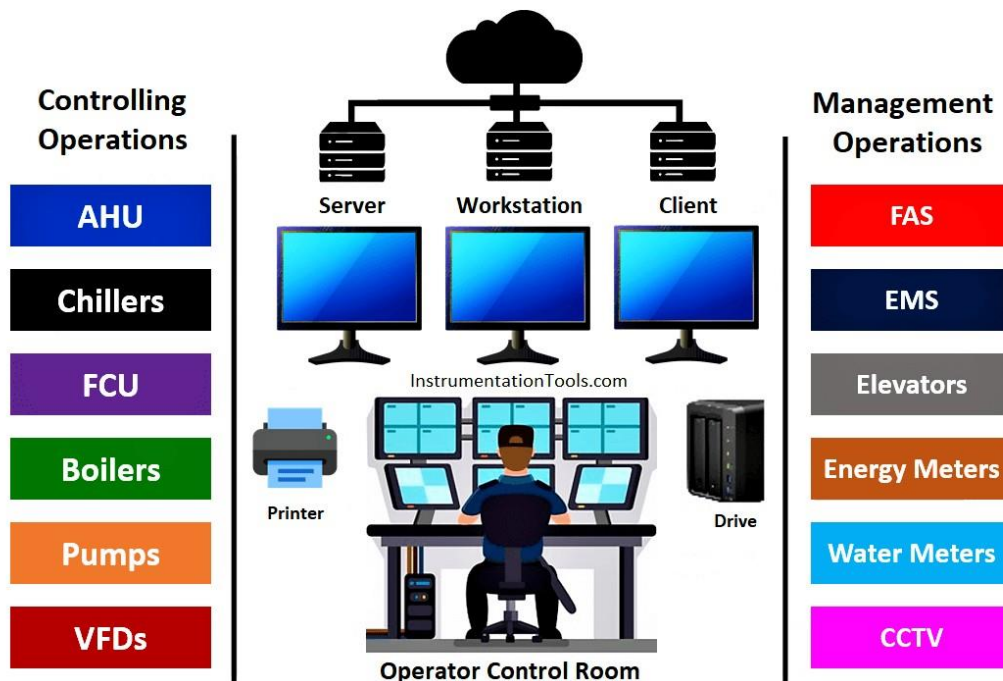 Controlling
Operations
AHU
Chillers
FCU
Boilers
Pumps
VFDs
Server
Workstation
Client
InstrumentationTools.com
Printer
Drive
Operator Control Room
Management
Operations
FAS
EMS
Elevators
Energy Meters
Water Meters
CCTV